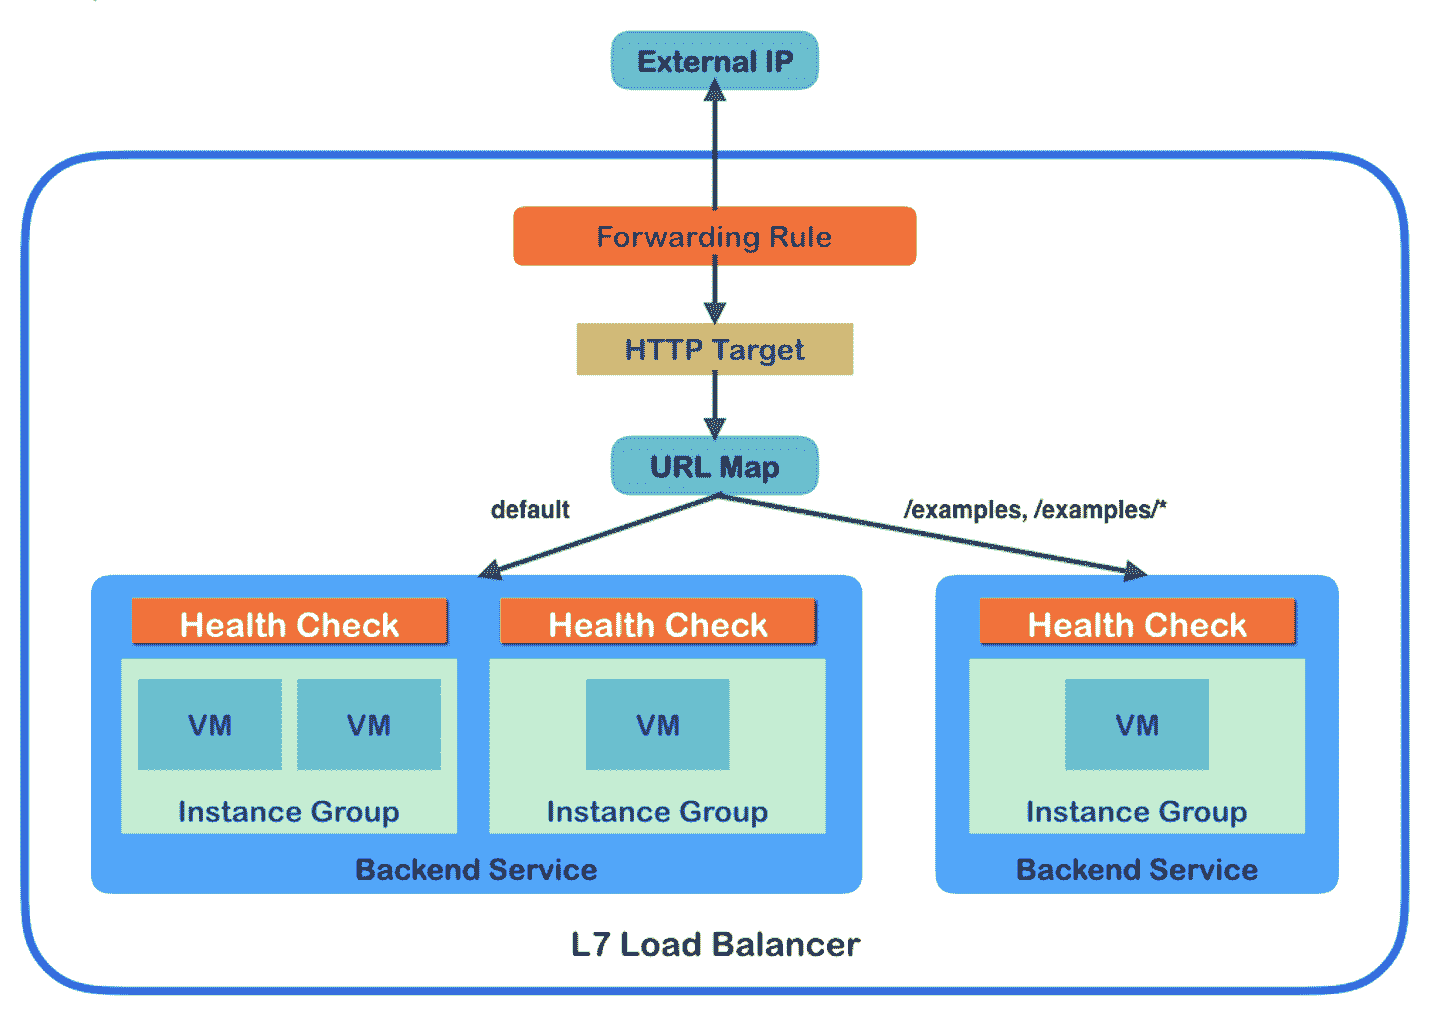 External IP
Forwarding Rule
HTTP Target
URL Map
default
/examples, /examples/*
Health Check
Health Check
Health Check
VM
VM
VM
VM
Instance Group
Instance Group
Instance Group
Backend Service
Backend Service
L7 Load Balancer